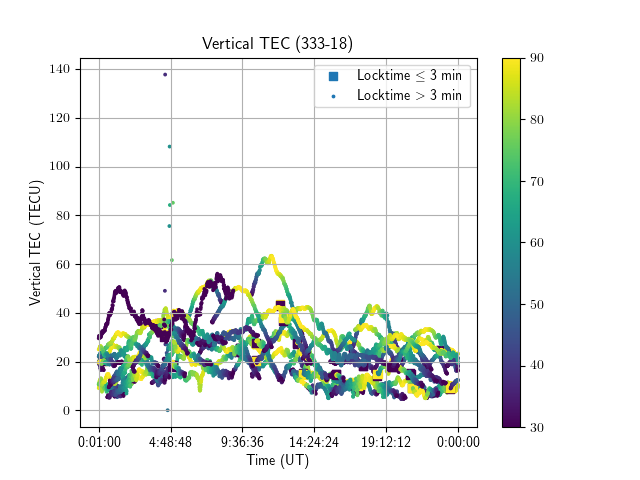 Vertical TEC (333-18)
Locktime ≤ 3 min
Locktime > 3 min
Vertical TEC (TECU)
140
120
100
80
60
40
20
0
0:01:00 4:48:48 9:36:36 14:24:24 19:12:12 0:00:00
Time (UT)
90
80
70
60
50
40
30